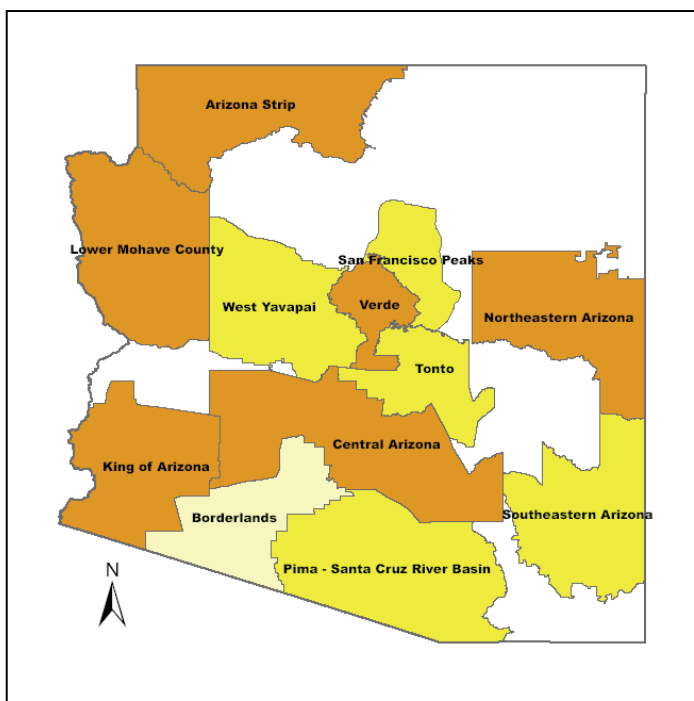 Arizona Strip
Lower Mohave County
San Francisco Peaks
West Yavapai
Verde
Northeastern Arizona
Tonto
Central Arizona
King of Arizona
Borderlands
Southeastern Arizona
Pima - Santa Cruz River Basin
N